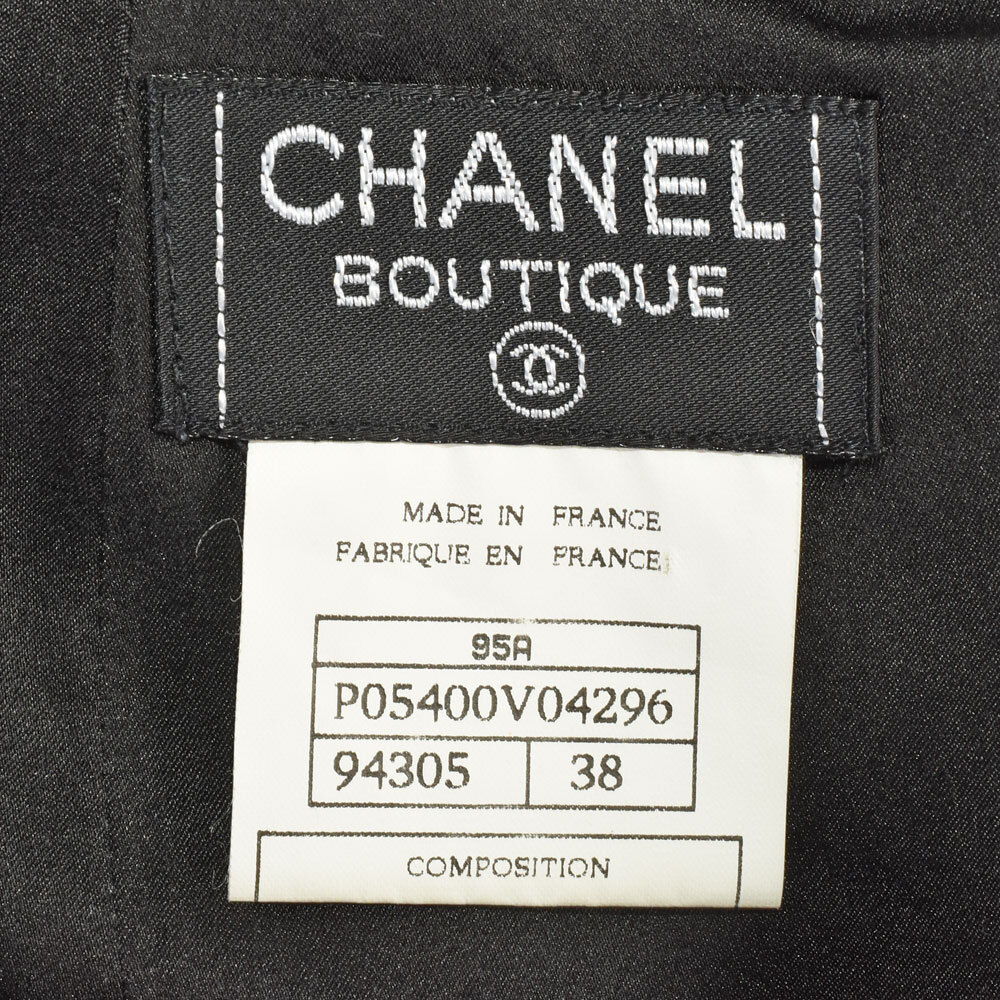 CHANEL
BOUTIQUE
MADE IN FRANCE
FABRIQUE EN FRANCE
95A
P05400V04296
94305 38
COMPOSITION